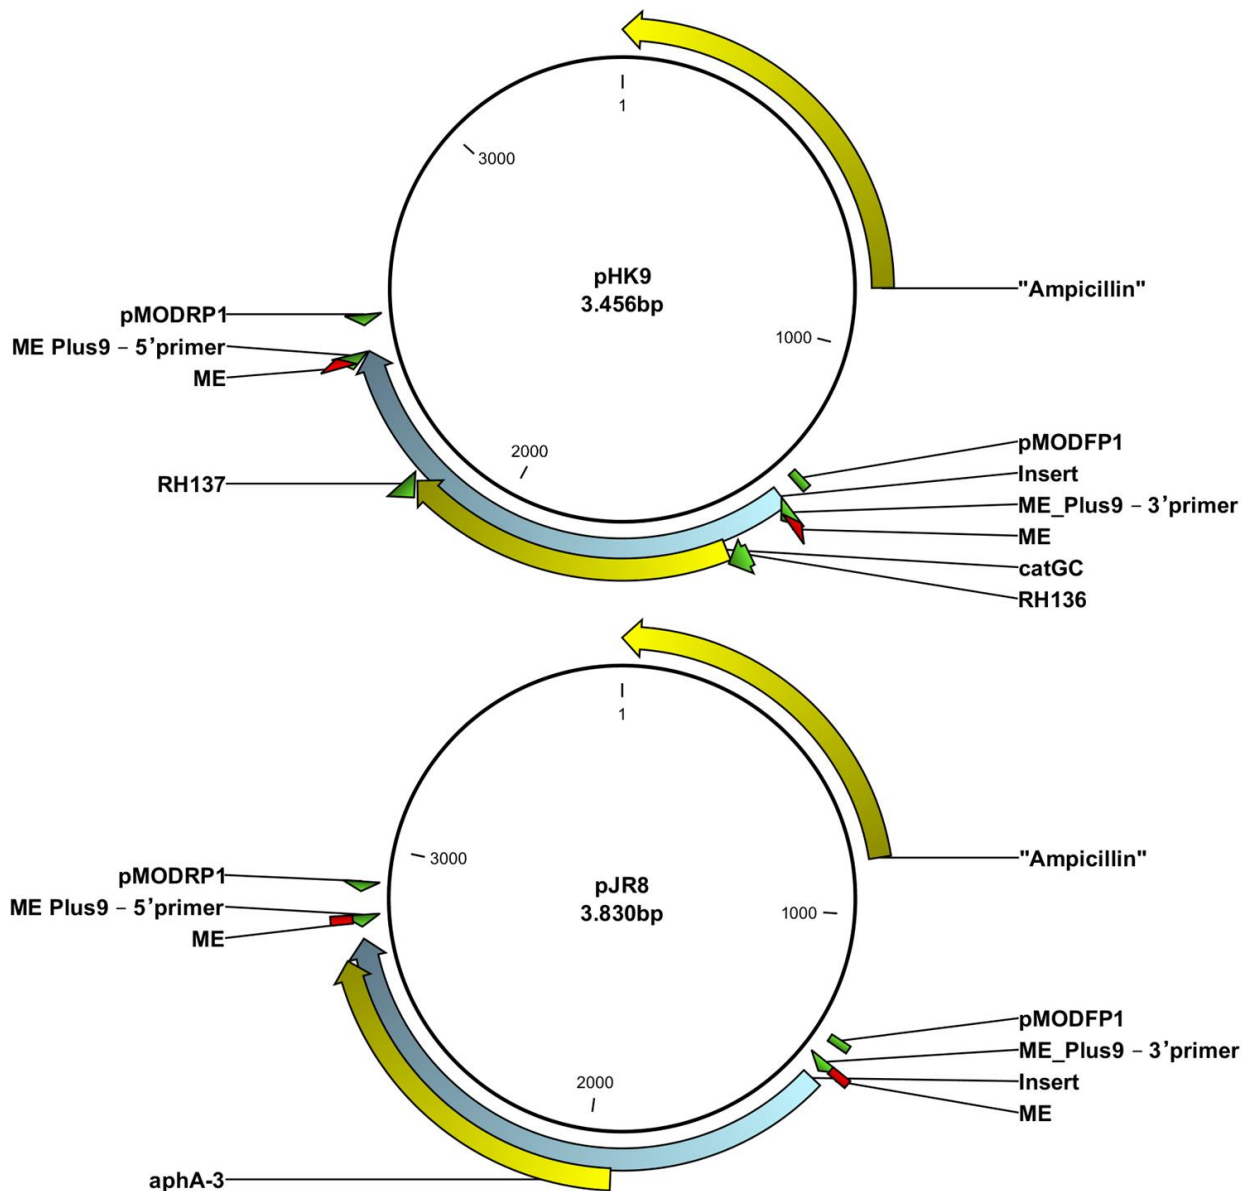 1
3000
pHK9
3.456bp
"Ampicillin"
pMODRP1
1000
ME Plus9 – 5’primer
ME
pMODFP1
2000
Insert
RH137
ME_Plus9 – 3’primer
ME
catGC
RH136
1
3000
"Ampicillin"
pMODRP1
pJR8
ME Plus9 – 5’primer
3.830bp
1000
ME
pMODFP1
ME_Plus9 – 3’primer
2000
Insert
ME
aphA-3